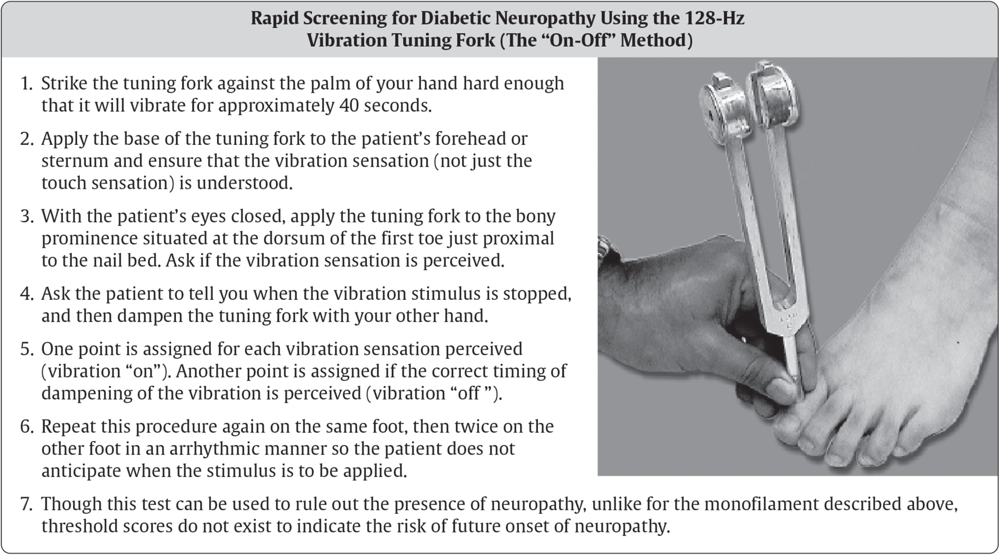 Rapid Screening for Diabetic Neuropathy Using the 128-Hz
Vibration Tuning Fork (The “On-Off” Method)
1. Strike the tuning fork against the palm of your hand hard enough
that it will vibrate for approximately 40 seconds.
2. Apply the base of the tuning fork to the patient’s forehead or
sternum and ensure that the vibration sensation (not just the
touch sensation) is understood.
3. With the patient’s eyes closed, apply the tuning fork to the bony
prominence situated at the dorsum of the first toe just proximal
to the nail bed. Ask if the vibration sensation is perceived.
4. Ask the patient to tell you when the vibration stimulus is stopped,
and then dampen the tuning fork with your other hand.
5. One point is assigned for each vibration sensation perceived
(vibration “on”). Another point is assigned if the correct timing of
dampening of the vibration is perceived (vibration “off ”).
6. Repeat this procedure again on the same foot, then twice on the
other foot in an arrhythmic manner so the patient does not
anticipate when the stimulus is to be applied.
7. Though this test can be used to rule out the presence of neuropathy, unlike for the monofilament described above,
threshold scores do not exist to indicate the risk of future onset of neuropathy.